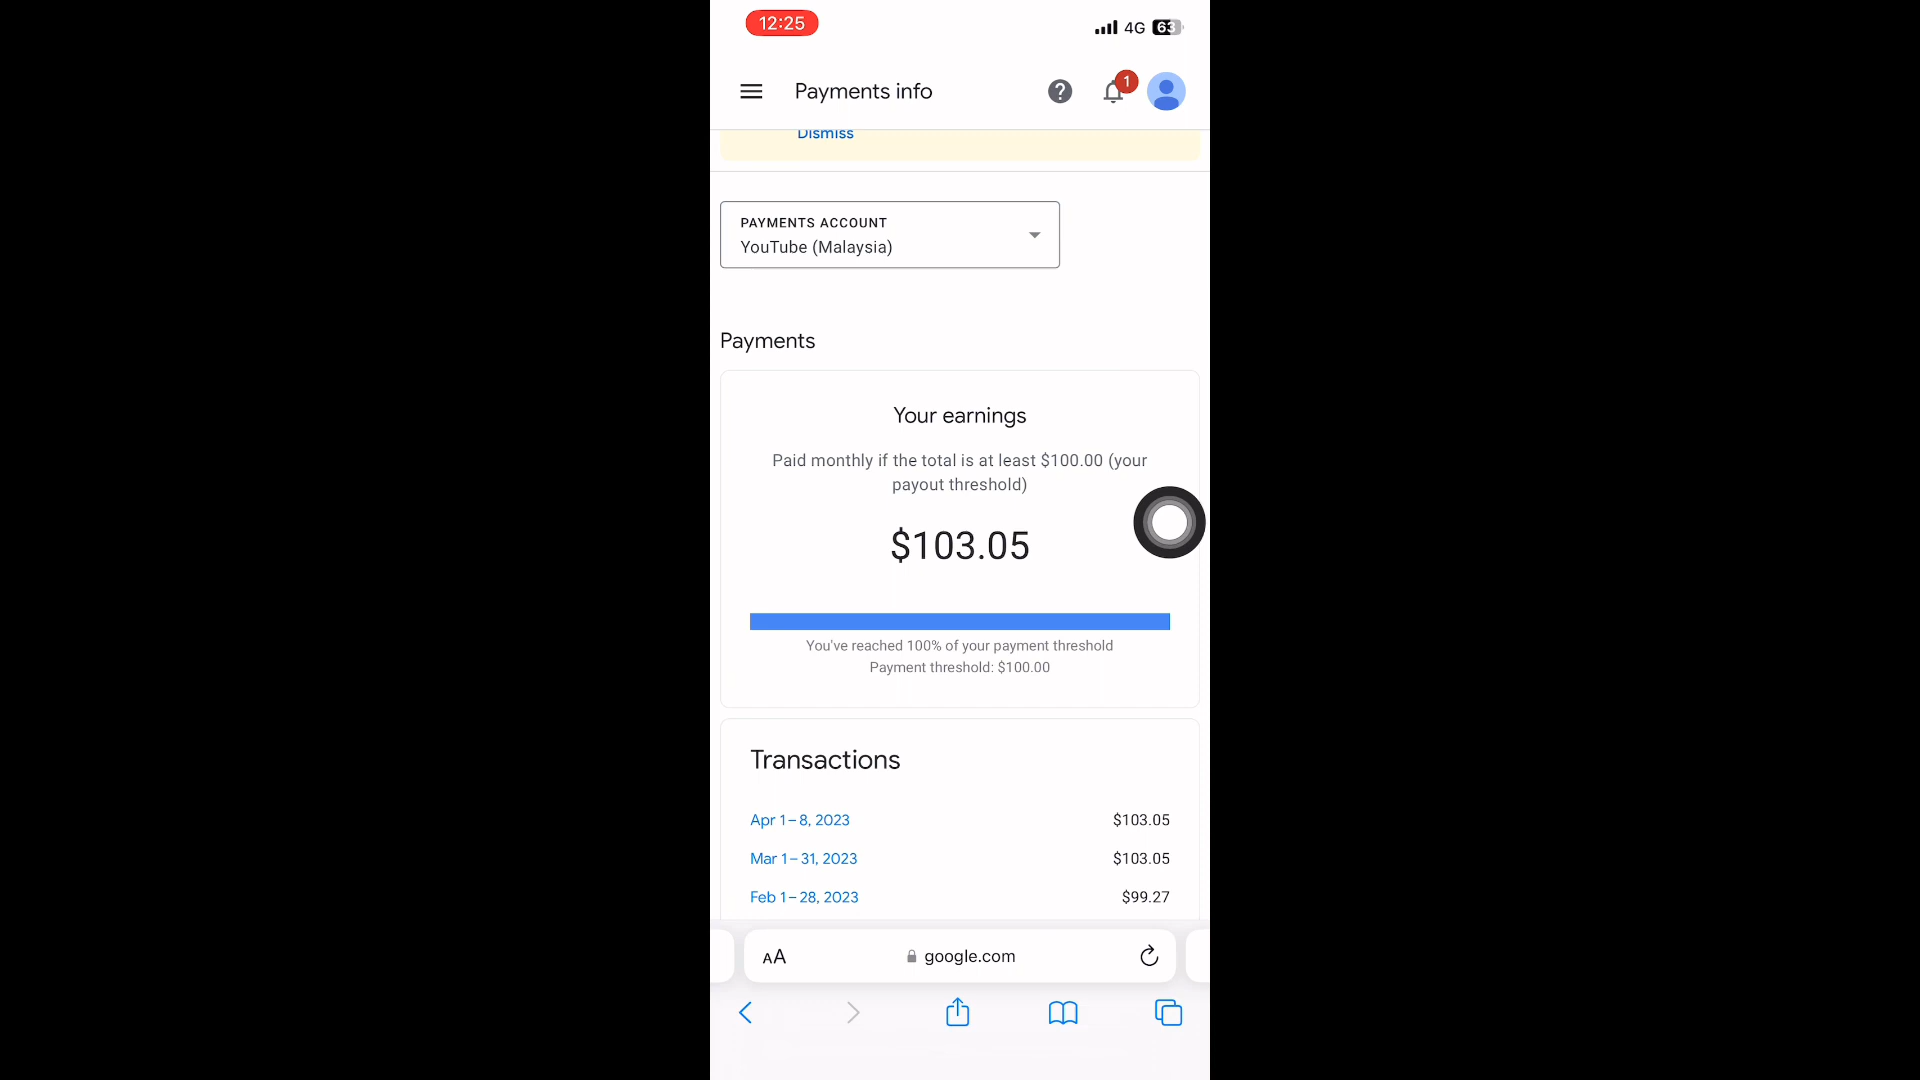 12:25
4G 63
Payments info
1
Dismiss
PAYMENTS ACCOUNT
YouTube (Malaysia)
Payments
Your earnings
Paid monthly if the total is at least $100.00 (your
payout threshold)
$103.05
You've reached 100% of your payment threshold
Payment threshold: $100.00
Transactions
Apr 1–8, 2023 $103.05
Mar 1–31, 2023 $103.05
Feb 1–28, 2023 $99.27
AA google.com